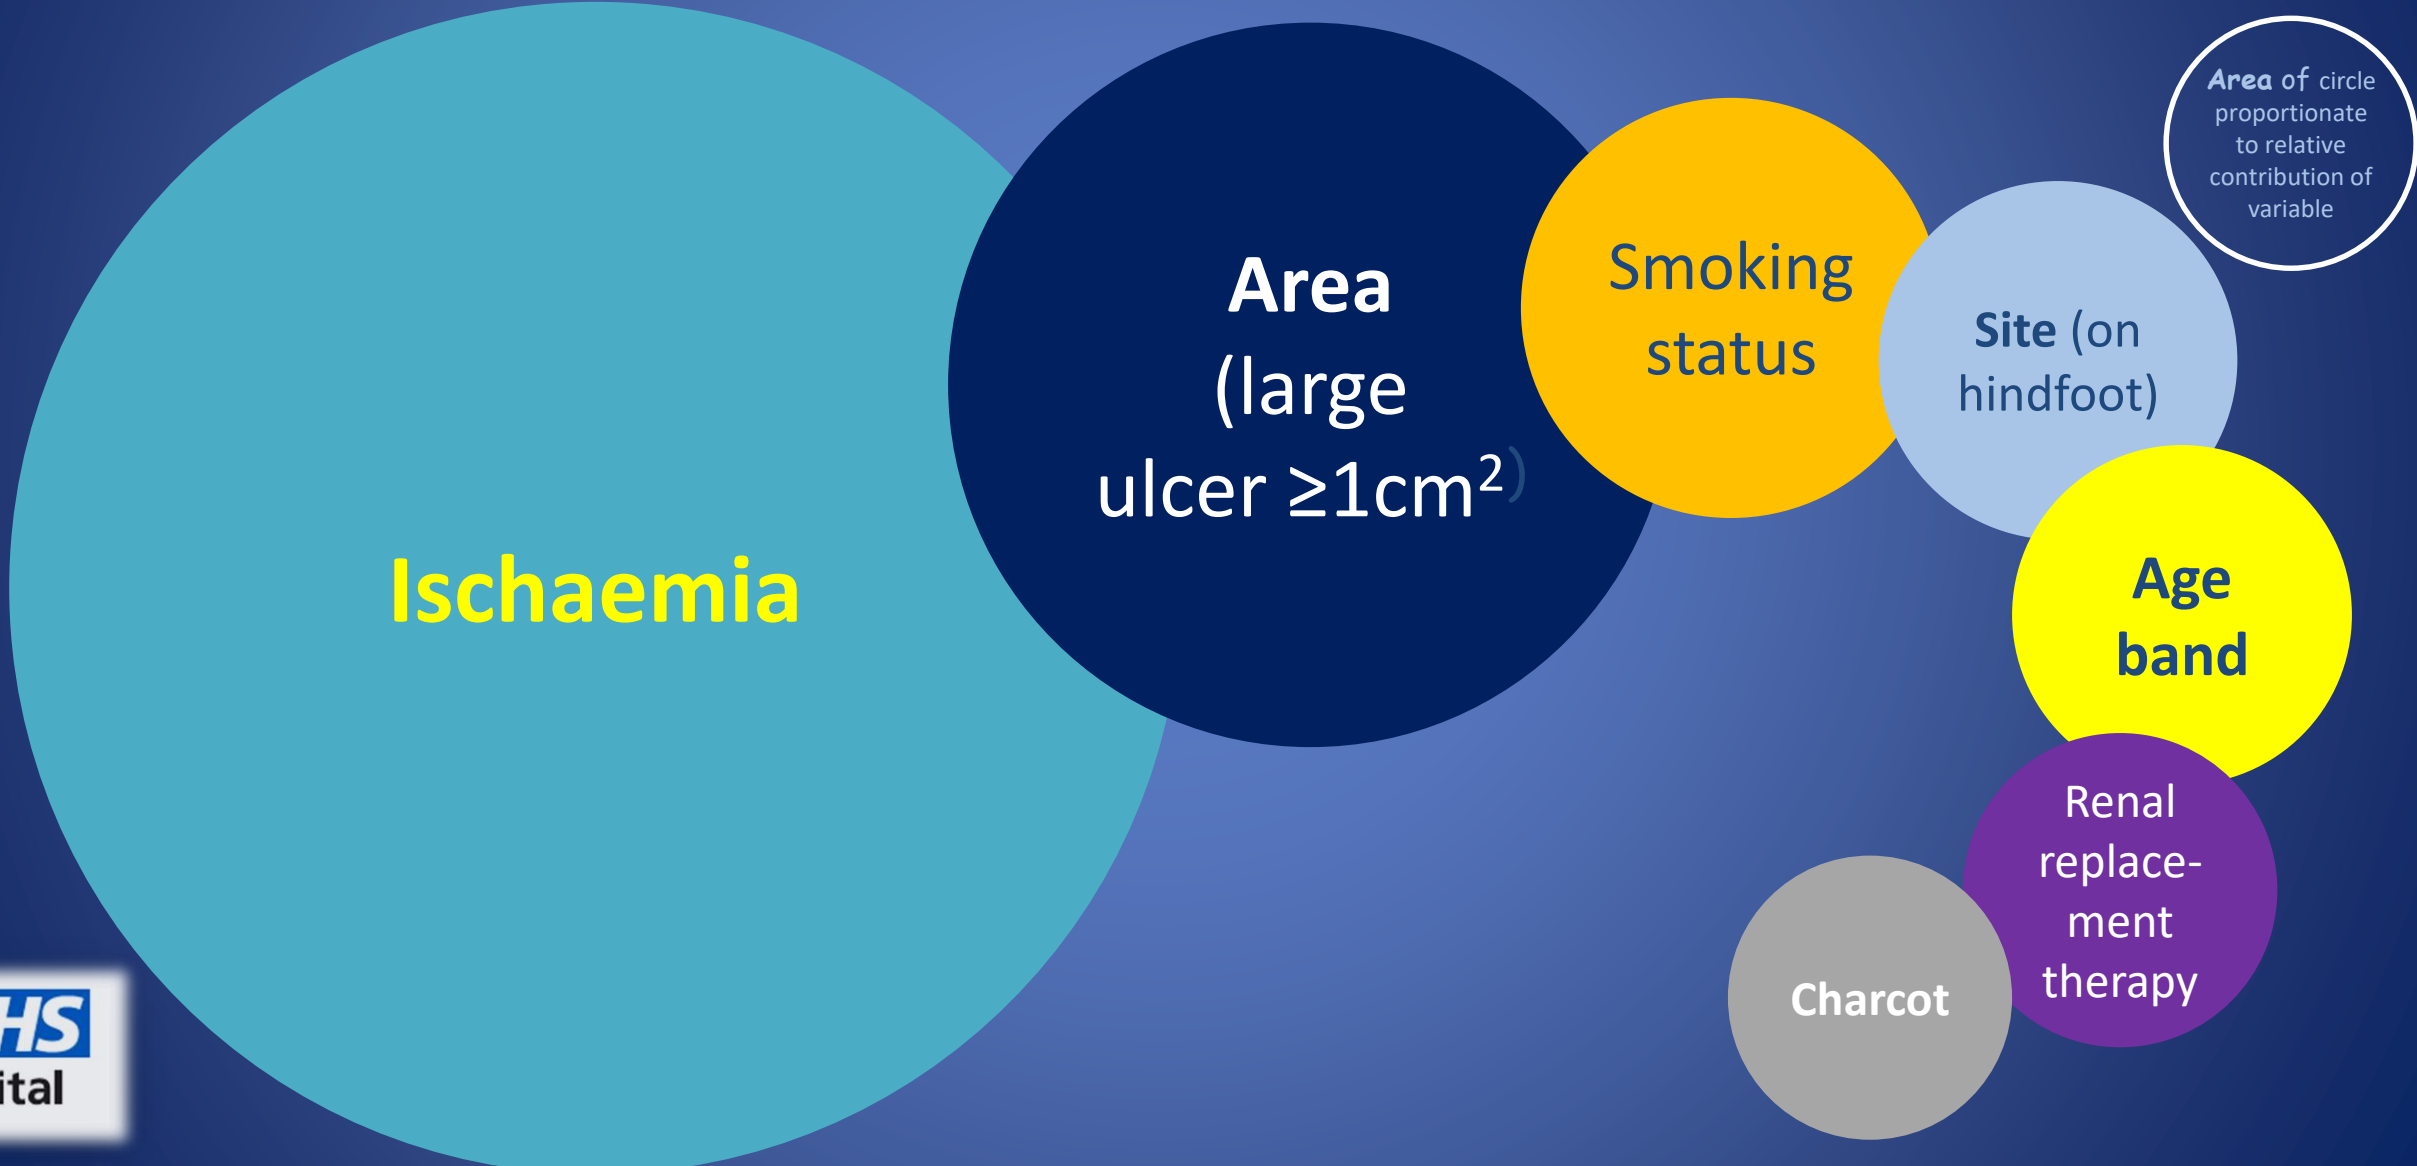 Ischaemia
Area
(large
ulcer ≥1cm²)
Smoking
status
Site (on
hindfoot)
Age
band
Renal
replace-
ment
therapy
Charcot
Area of circle
proportionate
to relative
contribution of
variable
HS
ital